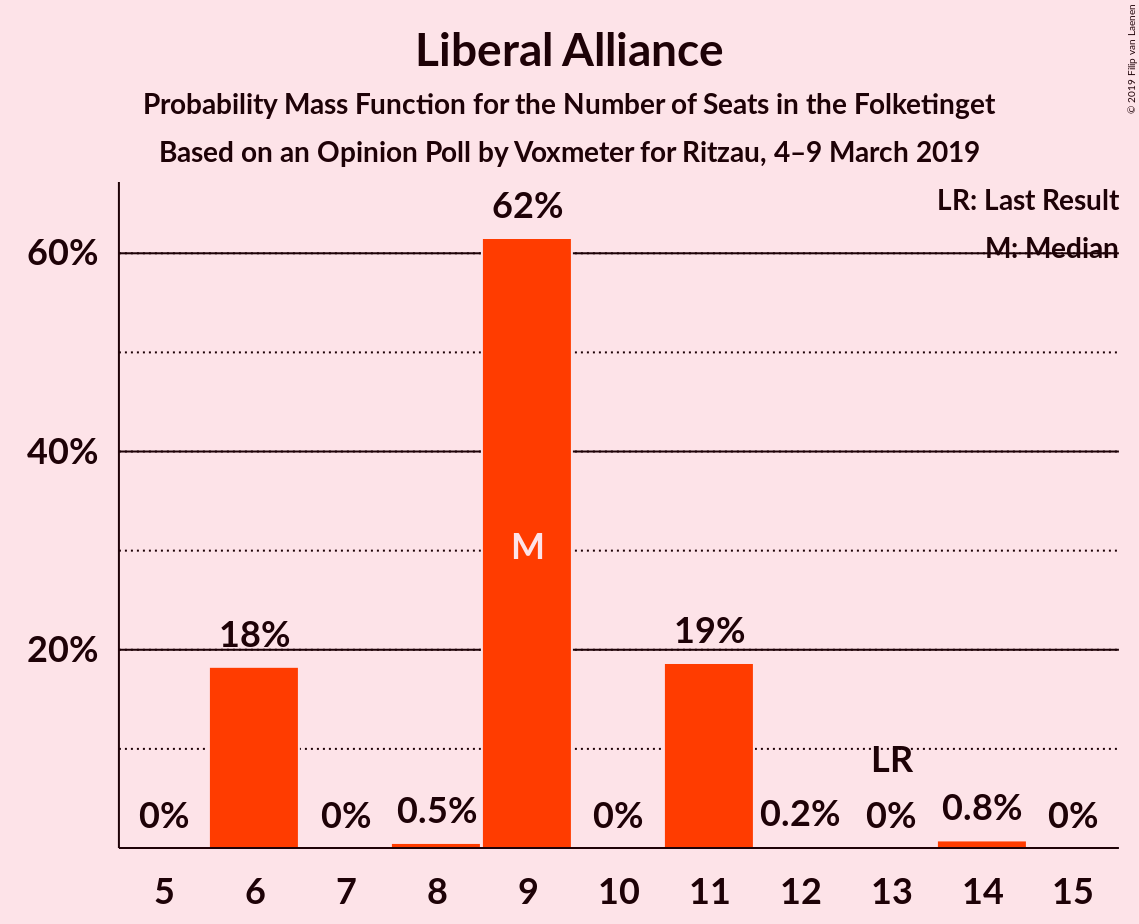 Liberal Alliance
Probability Mass Function for the Number of Seats in the Folketinget
Based on an Opinion Poll by Voxmeter for Ritzau, 4–9 March 2019
© 2019 Filip van Laenen
LR: Last Result
M: Median
60%
40%
20%
0%
18%
0%
0.5%
62%
M
0%
19%
0.2%
LR
0%
0.8%
0%
5 6 7 8 9 10 11 12 13 14 15